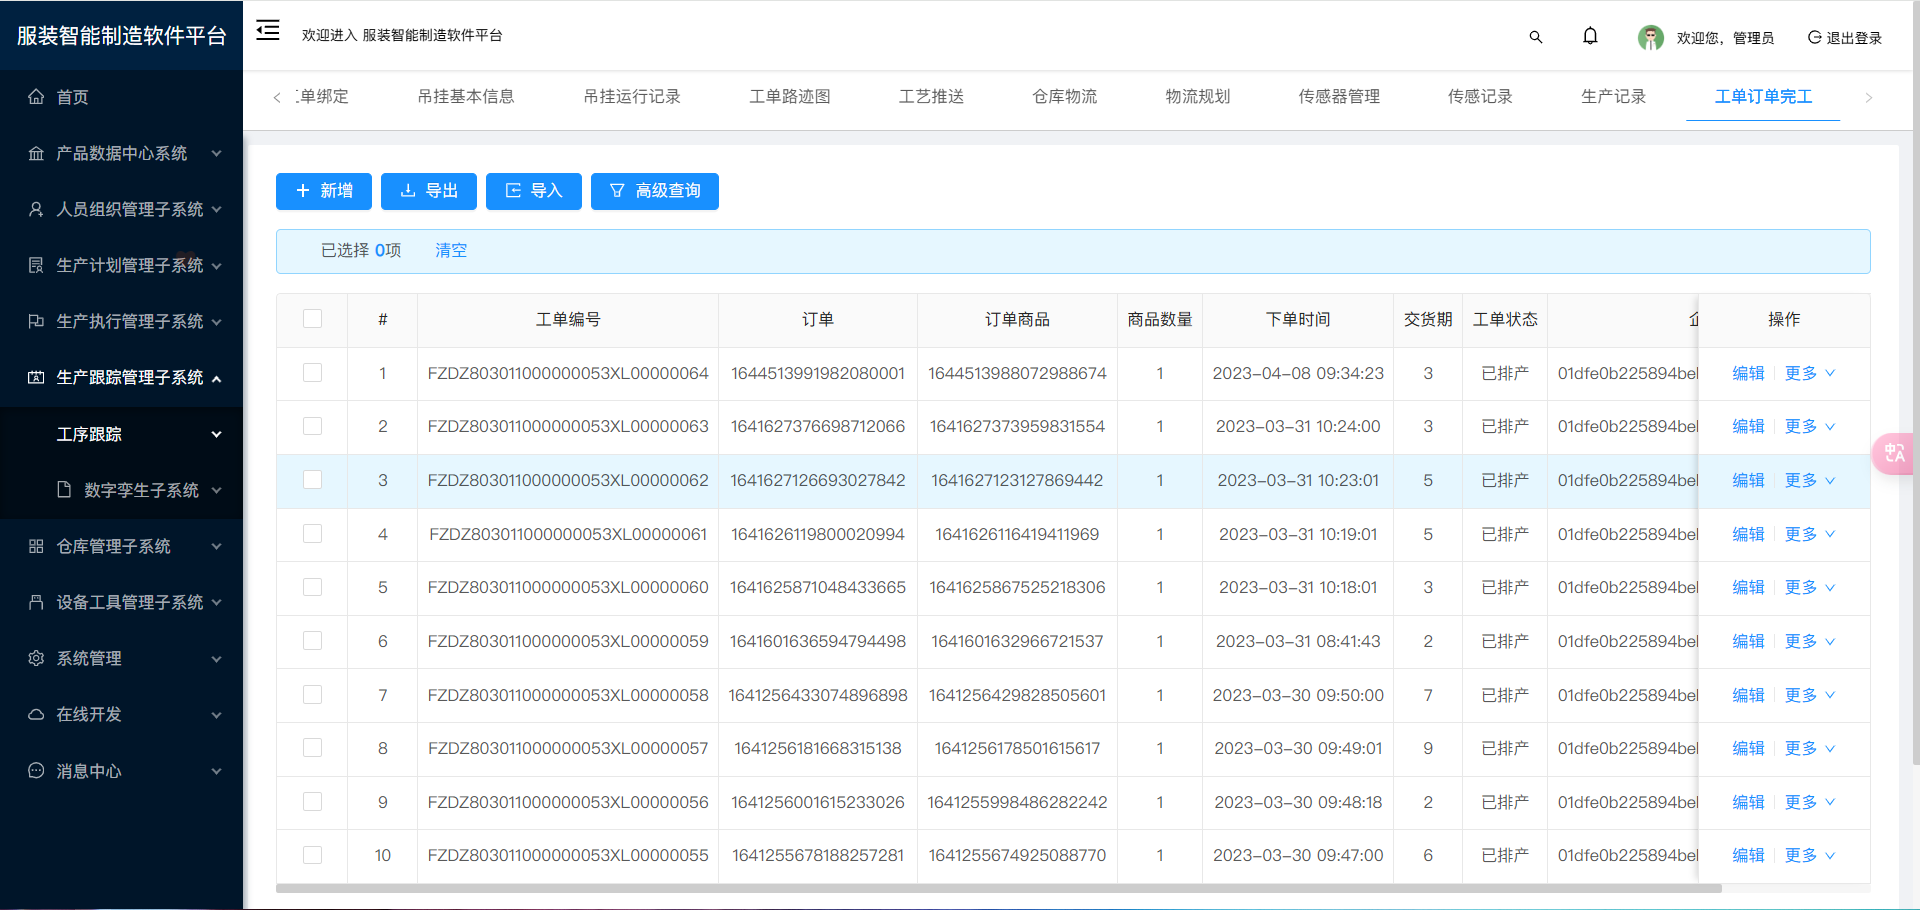 服装智能制造软件平台
欢迎进入 服装智能制造软件平台
欢迎您，管理员
退出登录
首页
产品数据中心系统
人员组织管理子系统
生产计划管理子系统
生产执行管理子系统
生产跟踪管理子系统
工序跟踪
数字孪生子系统
仓库管理子系统
设备工具管理子系统
系统管理
在线开发
消息中心
单绑定 吊挂基本信息 吊挂运行记录 工单路迹图 工艺推送 仓库物流 物流规划 传感器管理 传感记录 生产记录 工单订单完工
新增 导出 导入 高级查询
已选择 0项 清空
# 工单编号 订单 订单商品 商品数量 下单时间 交货期 工单状态 操作
1 FZDZ803011000000053XL00000064 1644513991982080001 1644513988072988674 1 2023-04-08 09:34:23 3 已排产 01dfe0b225894bel 编辑 更多
2 FZDZ803011000000053XL00000063 1641627376698712066 1641627373959831554 1 2023-03-31 10:24:00 3 已排产 01dfe0b225894bel 编辑 更多
3 FZDZ803011000000053XL00000062 1641627126693027842 1641627123127869442 1 2023-03-31 10:23:01 5 已排产 01dfe0b225894bel 编辑 更多
4 FZDZ803011000000053XL00000061 1641626119800020994 1641626116419411969 1 2023-03-31 10:19:01 5 已排产 01dfe0b225894bel 编辑 更多
5 FZDZ803011000000053XL00000060 1641625871048433665 1641625867525218306 1 2023-03-31 10:18:01 3 已排产 01dfe0b225894bel 编辑 更多
6 FZDZ803011000000053XL00000059 1641601636594794498 1641601632966721537 1 2023-03-31 08:41:43 2 已排产 01dfe0b225894bel 编辑 更多
7 FZDZ803011000000053XL00000058 1641256433074896898 1641256429828505601 1 2023-03-30 09:50:00 7 已排产 01dfe0b225894bel 编辑 更多
8 FZDZ803011000000053XL00000057 1641256181668315138 1641256178501615617 1 2023-03-30 09:49:01 9 已排产 01dfe0b225894bel 编辑 更多
9 FZDZ803011000000053XL00000056 1641256001615233026 1641255998486282242 1 2023-03-30 09:48:18 2 已排产 01dfe0b225894bel 编辑 更多
10 FZDZ803011000000053XL00000055 1641255678188257281 1641255674925088770 1 2023-03-30 09:47:00 6 已排产 01dfe0b225894bel 编辑 更多